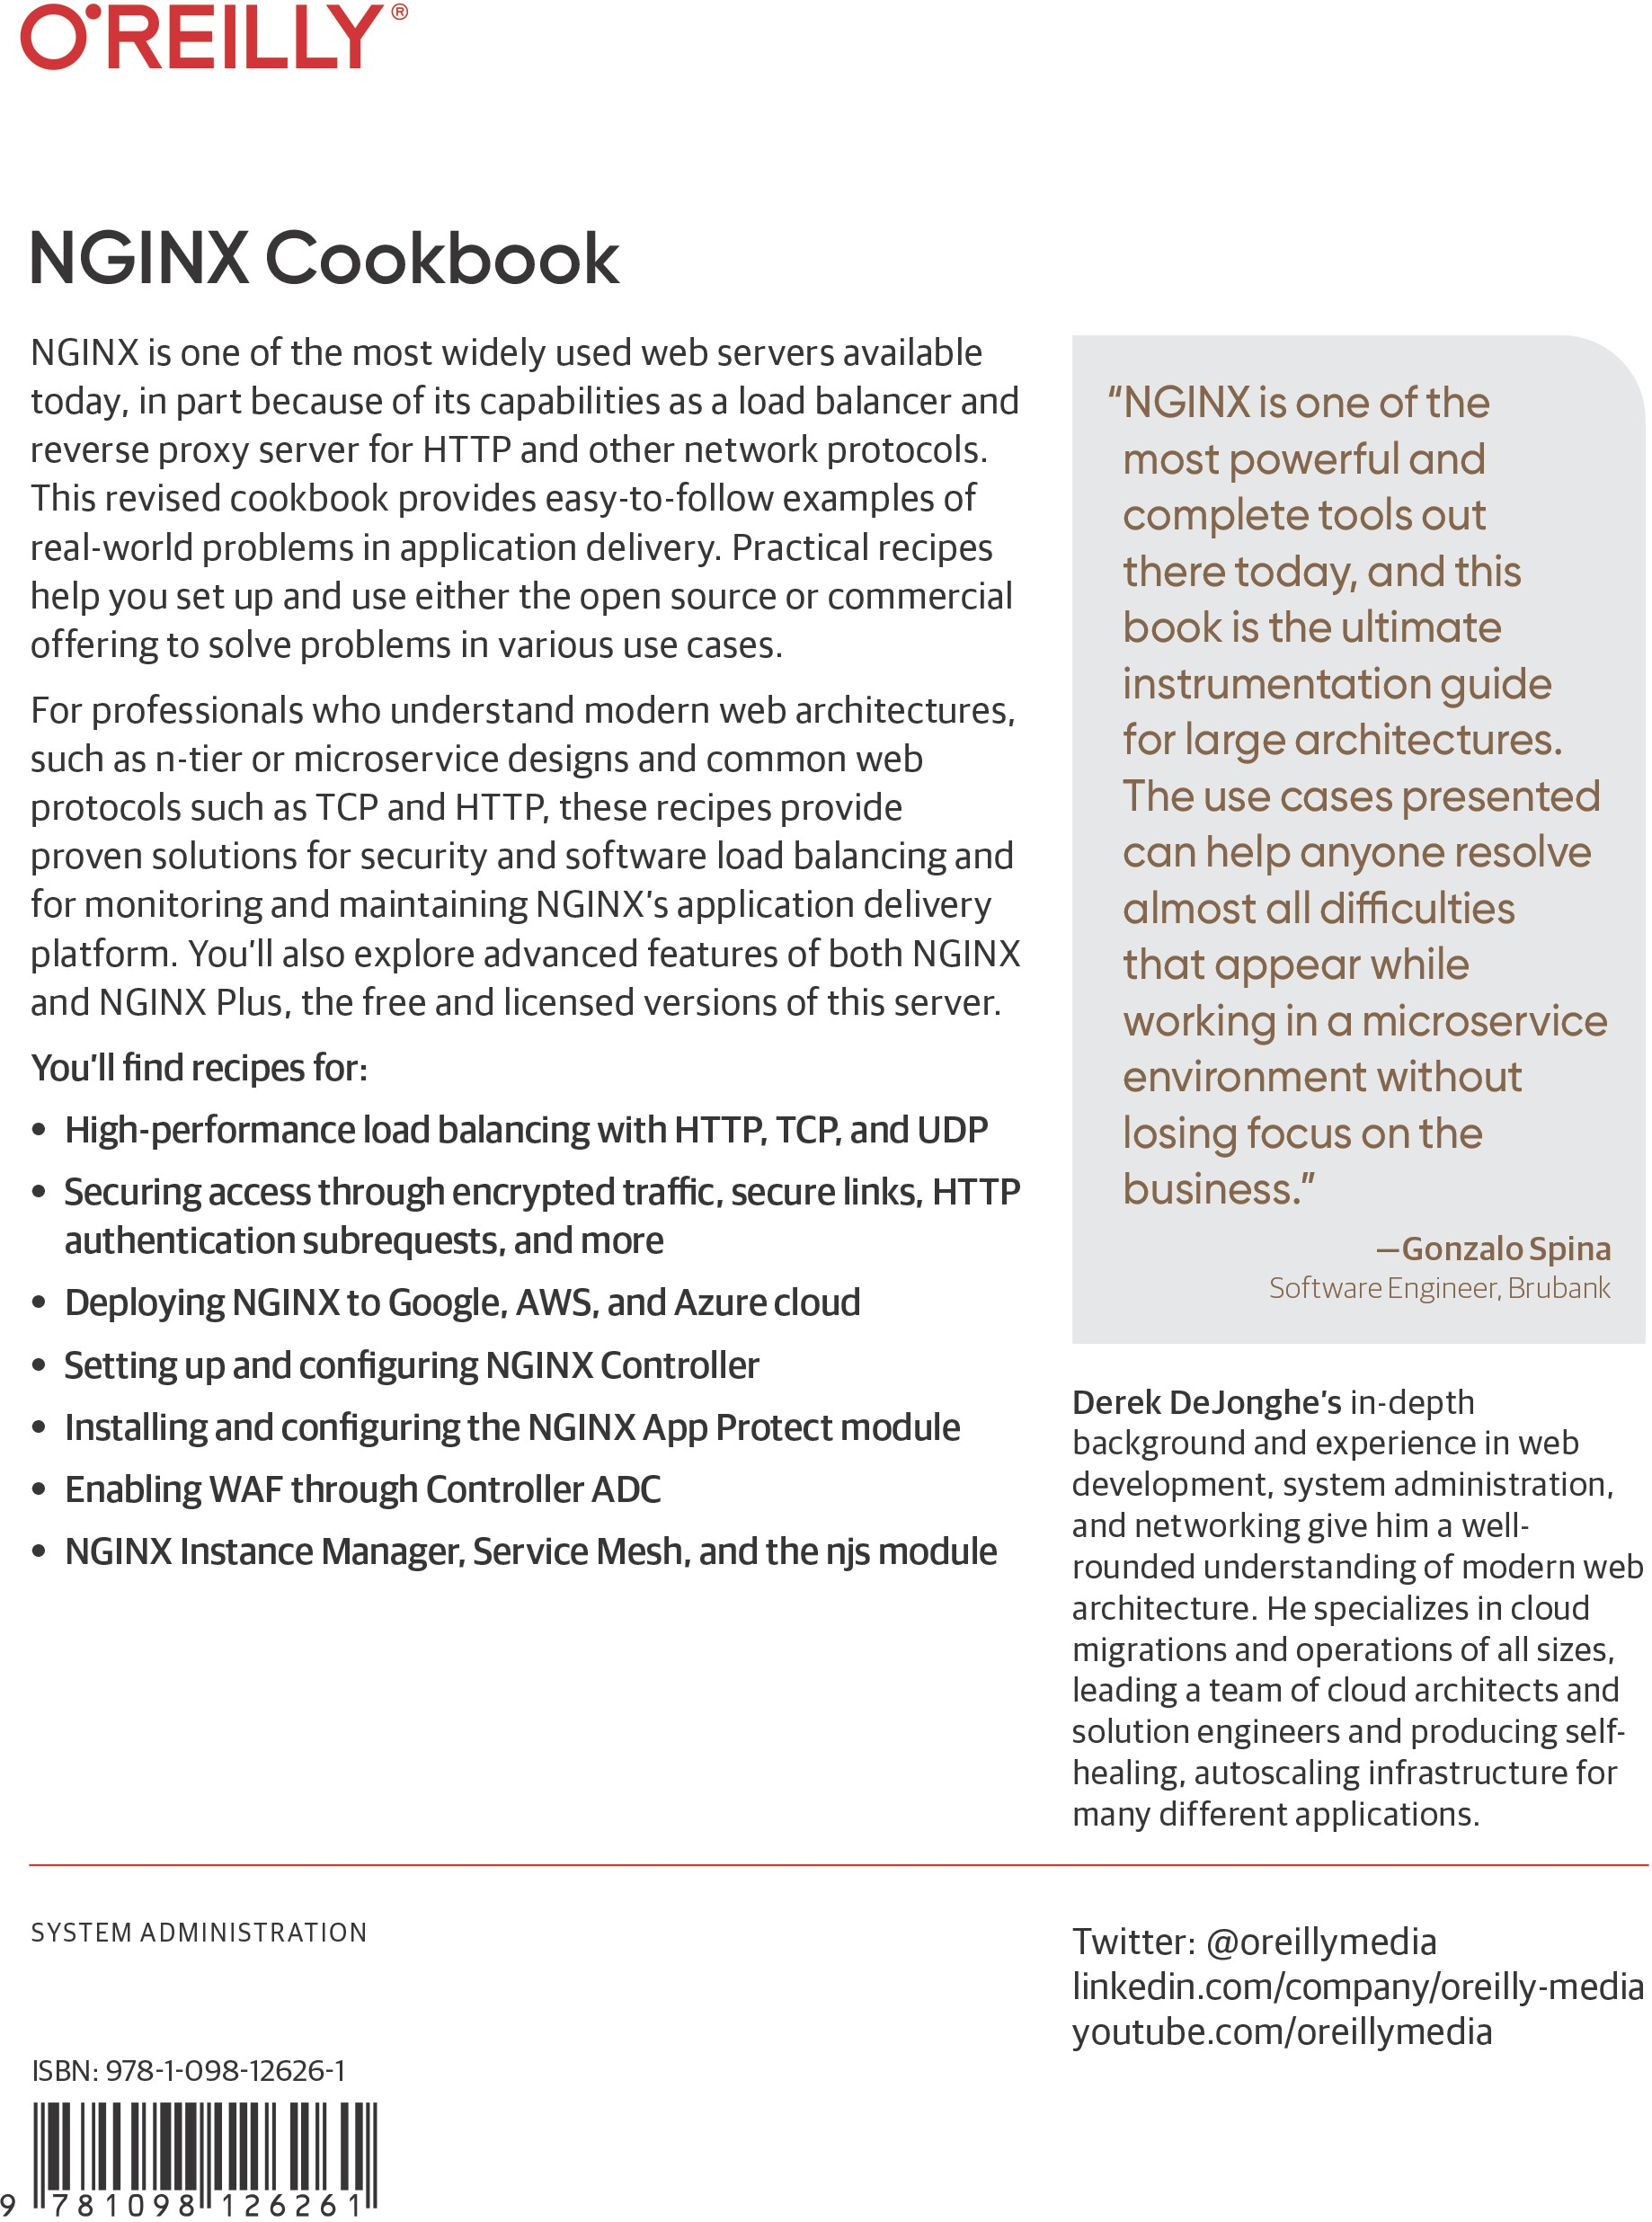 O'REILLY®
NGINX Cookbook
NGINX is one of the most widely used web servers available
today, in part because of its capabilities as a load balancer and
reverse proxy server for HTTP and other network protocols.
This revised cookbook provides easy-to-follow examples of
real-world problems in application delivery. Practical recipes
help you set up and use either the open source or commercial
offering to solve problems in various use cases.
For professionals who understand modern web architectures,
such as n-tier or microservice designs and common web
protocols such as TCP and HTTP, these recipes provide
proven solutions for security and software load balancing and
for monitoring and maintaining NGINX’s application delivery
platform. You’ll also explore advanced features of both NGINX
and NGINX Plus, the free and licensed versions of this server.
You’ll find recipes for:
• High-performance load balancing with HTTP, TCP, and UDP
• Securing access through encrypted traffic, secure links, HTTP
authentication subrequests, and more
• Deploying NGINX to Google, AWS, and Azure cloud
• Setting up and configuring NGINX Controller
• Installing and configuring the NGINX App Protect module
• Enabling WAF through Controller ADC
• NGINX Instance Manager, Service Mesh, and the njs module
“NGINX is one of the
most powerful and
complete tools out
there today, and this
book is the ultimate
instrumentation guide
for large architectures.
The use cases presented
can help anyone resolve
almost all difficulties
that appear while
working in a microservice
environment without
losing focus on the
business.”
—Gonzalo Spina
Software Engineer, Brubank
Derek DeJonghe’s in-depth
background and experience in web
development, system administration,
and networking give him a well-
rounded understanding of modern web
architecture. He specializes in cloud
migrations and operations of all sizes,
leading a team of cloud architects and
solution engineers and producing self-
healing, autoscaling infrastructure for
many different applications.
SYSTEM ADMINISTRATION
Twitter: @oreillymedia
linkedin.com/company/oreilly-media
youtube.com/oreillymedia
ISBN: 978-1-098-12626-1
9 781098 126261